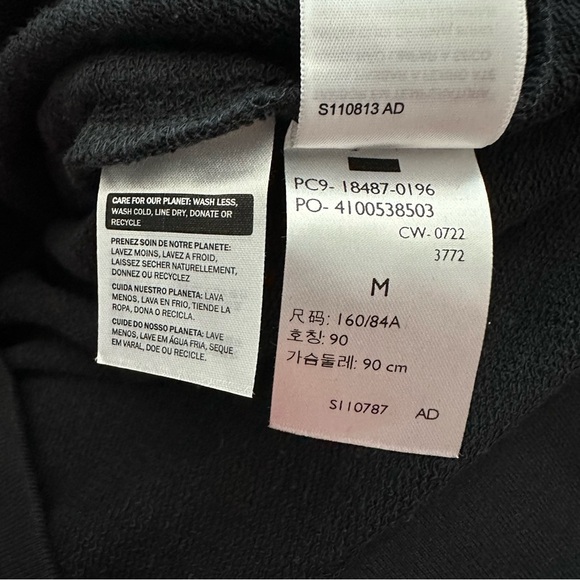 S110813 AD
CARE FOR OUR PLANET: WASH LESS,
WASH COLD, LINE DRY, DONATE OR
RECYCLE
PRENEZ SOIN DE NOTRE PLANETE:
LAVEZ MOINS, LAVEZ A FROID,
LAISSEZ SECHER NATURELLEMENT,
DONNEZ OU RECYCLEZ
CUIDA NUESTRO PLANETA: LAVA
MENOS, LAVA EN FRIO, TIENDE LA
ROPA, DONA O RECICLA.
CUIDE DO NOSSO PLANETA: LAVE
MENOS, LAVE EM ÁGUA FRIA, SEQUE
EM VARAL, DOE OU RECICLE.
PC9- 18487-0196
PO- 4100538503
CW- 0722
3772
M
尺码: 160/84A
호칭: 90
가슴둘레: 90 cm
S110787 AD